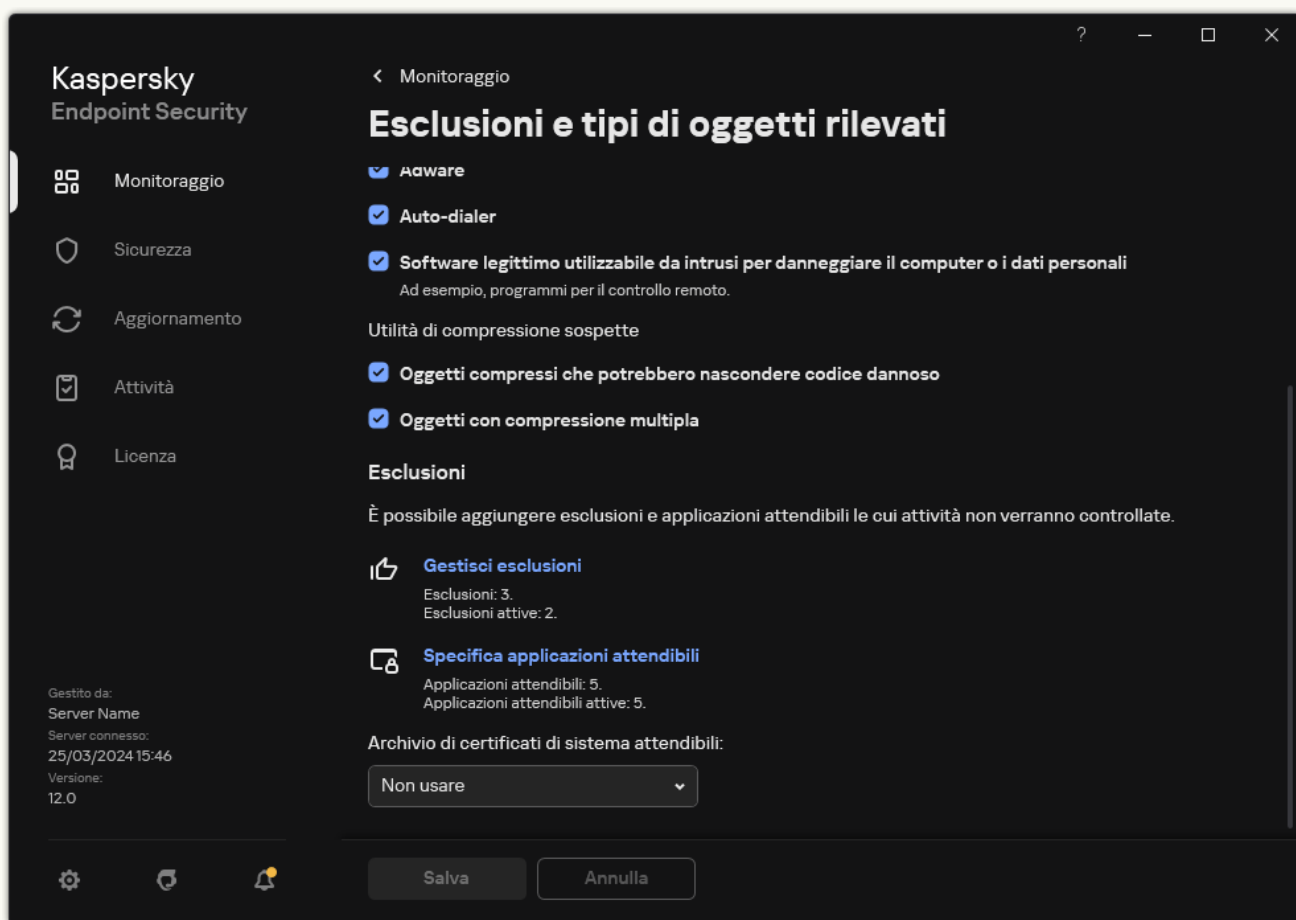 ?
Kaspersky
Endpoint Security
Monitoraggio
Sicurezza
Aggiornamento
Attività
Licenza
Gestito da:
Server Name
Server connesso:
25/03/2024 15:46
Versione:
12.0
Monitoraggio
Esclusioni e tipi di oggetti rilevati
Adware
Auto-dialer
Software legittimo utilizzabile da intrusi per danneggiare il computer o i dati personali
Ad esempio, programmi per il controllo remoto.
Utilità di compressione sospette
Oggetti compressi che potrebbero nascondere codice dannoso
Oggetti con compressione multipla
Esclusioni
È possibile aggiungere esclusioni e applicazioni attendibili le cui attività non verranno controllate.
Gestisci esclusioni
Esclusioni: 3.
Esclusioni attive: 2.
Specifica applicazioni attendibili
Applicazioni attendibili: 5.
Applicazioni attendibili attive: 5.
Archivio di certificati di sistema attendibili:
Non usare
Salva
Annulla